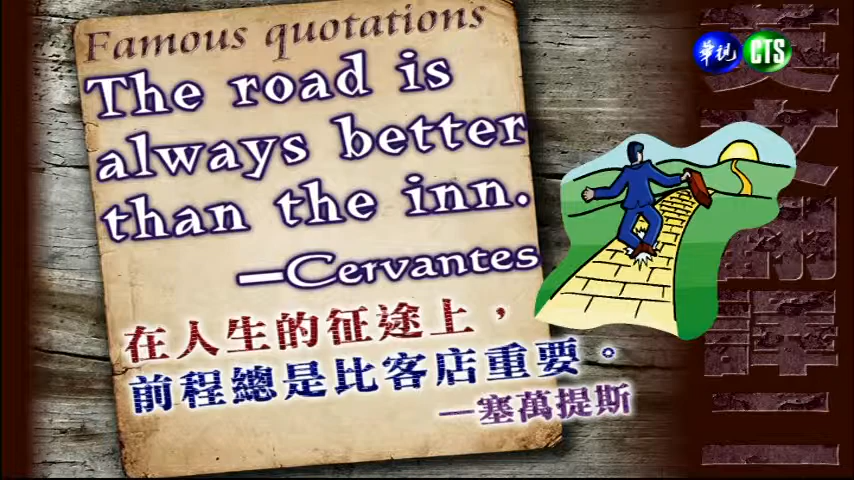 Famous quotations
The road is
always better
than the inn.
—Cervantes
在人生的征途上，
前程總是比客店重要。
—塞萬提斯
華視 CTS